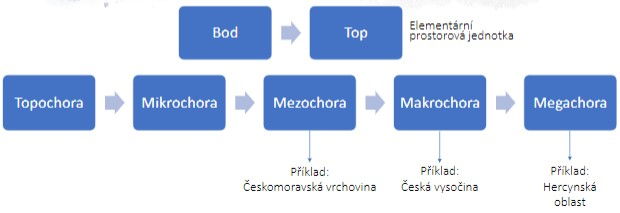 Bod
Top
Elementární
prostorová jednotka
Topochora
Mikrochora
Mezochora
Makrochora
Megachora
Příklad:
Českomoravská vrchovina
Příklad:
Česká vysočina
Příklad:
Hercynská
oblast